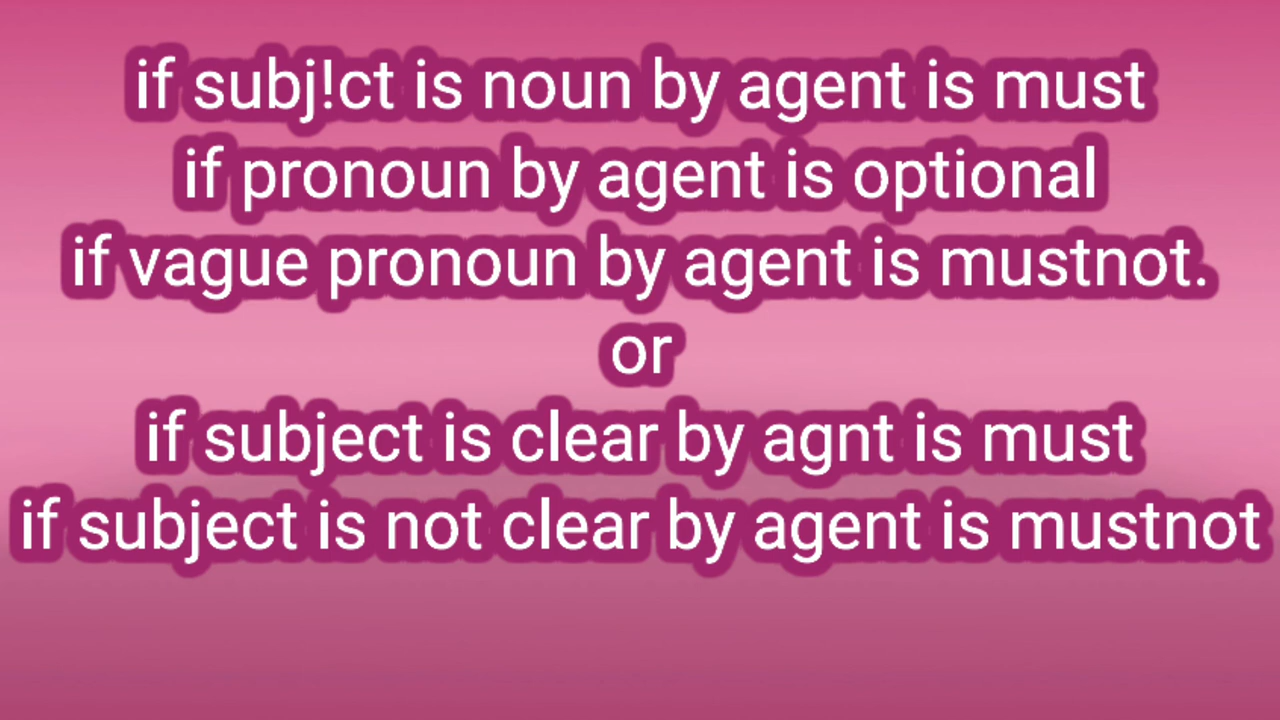 if subj!ct is noun by agent is must
if pronoun by agent is optional
if vague pronoun by agent is mustnot.
or
if subject is clear by agnt is must
if subject is not clear by agent is mustnot